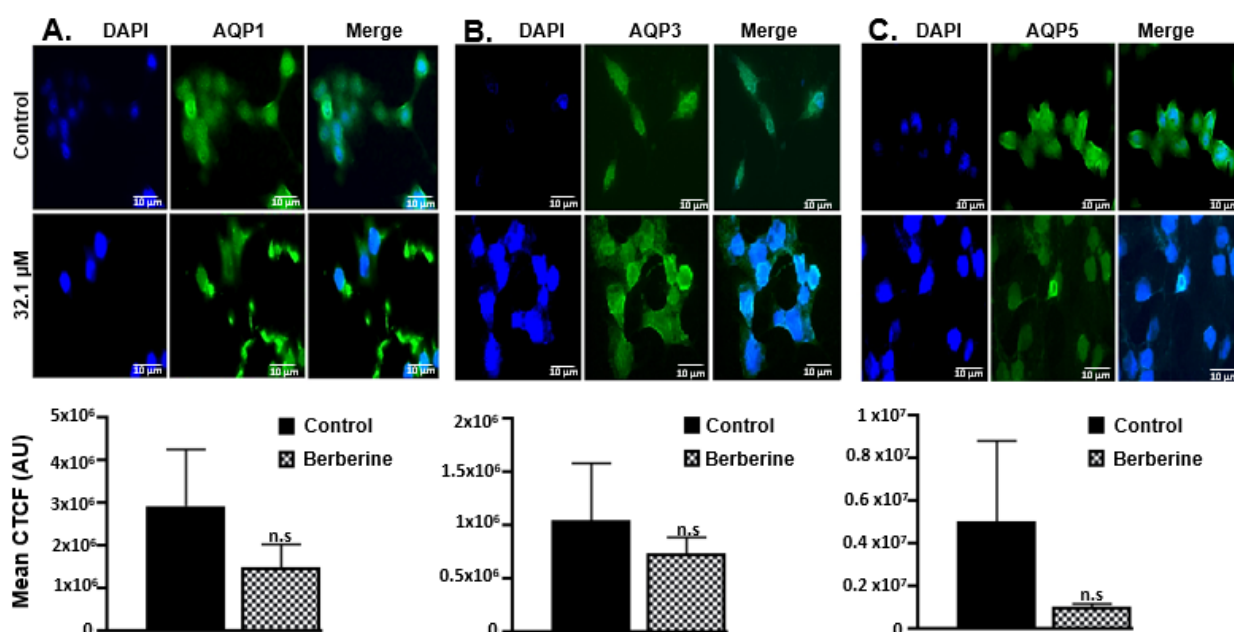 A. DAPI AQP1 Merge
B. DAPI AQP3 Merge
C. DAPI AQP5 Merge
Control
10 µm 10 µm 10 µm
10 µm 10 µm 10 µm
10 µm 10 µm 10 µm
32.1 µM
10 µm 10 µm 10 µm
10 µm 10 µm 10 µm
10 µm 10 µm 10 µm
Mean CTCF (AU)
5x10⁶
4x10⁶
3x10⁶
2x10⁶
1x10⁶
0
Control
Berberine
n.s
2x10⁶
1.5x10⁶
1x10⁶
0.5x10⁶
0
Control
Berberine
n.s
1 x10⁷
0.8 x10⁷
0.6 x10⁷
0.4 x10⁷
0.2 x10⁷
0
Control
Berberine
n.s